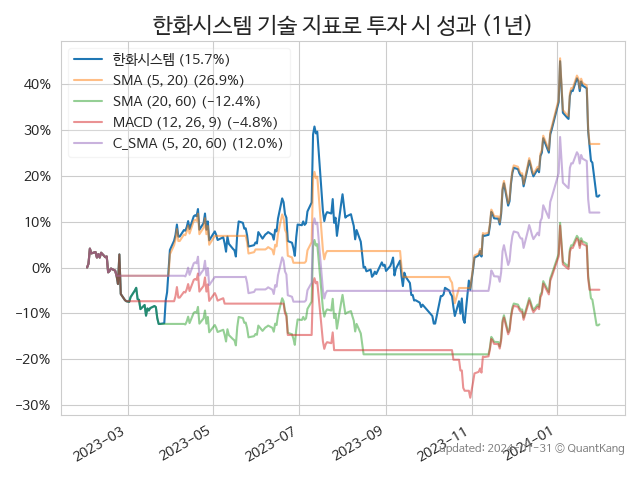 한화시스템 기술 지표로 투자 시 성과 (1년)
한화시스템 (15.7%)
SMA (5, 20) (26.9%)
SMA (20, 60) (−12.4%)
MACD (12, 26, 9) (−4.8%)
C_SMA (5, 20, 60) (12.0%)
40%
30%
20%
10%
0%
−10%
−20%
−30%
2023-03
2023-05
2023-07
2023-09
2023-11
2024-01
updated: 2024-01-31 © QuantKang